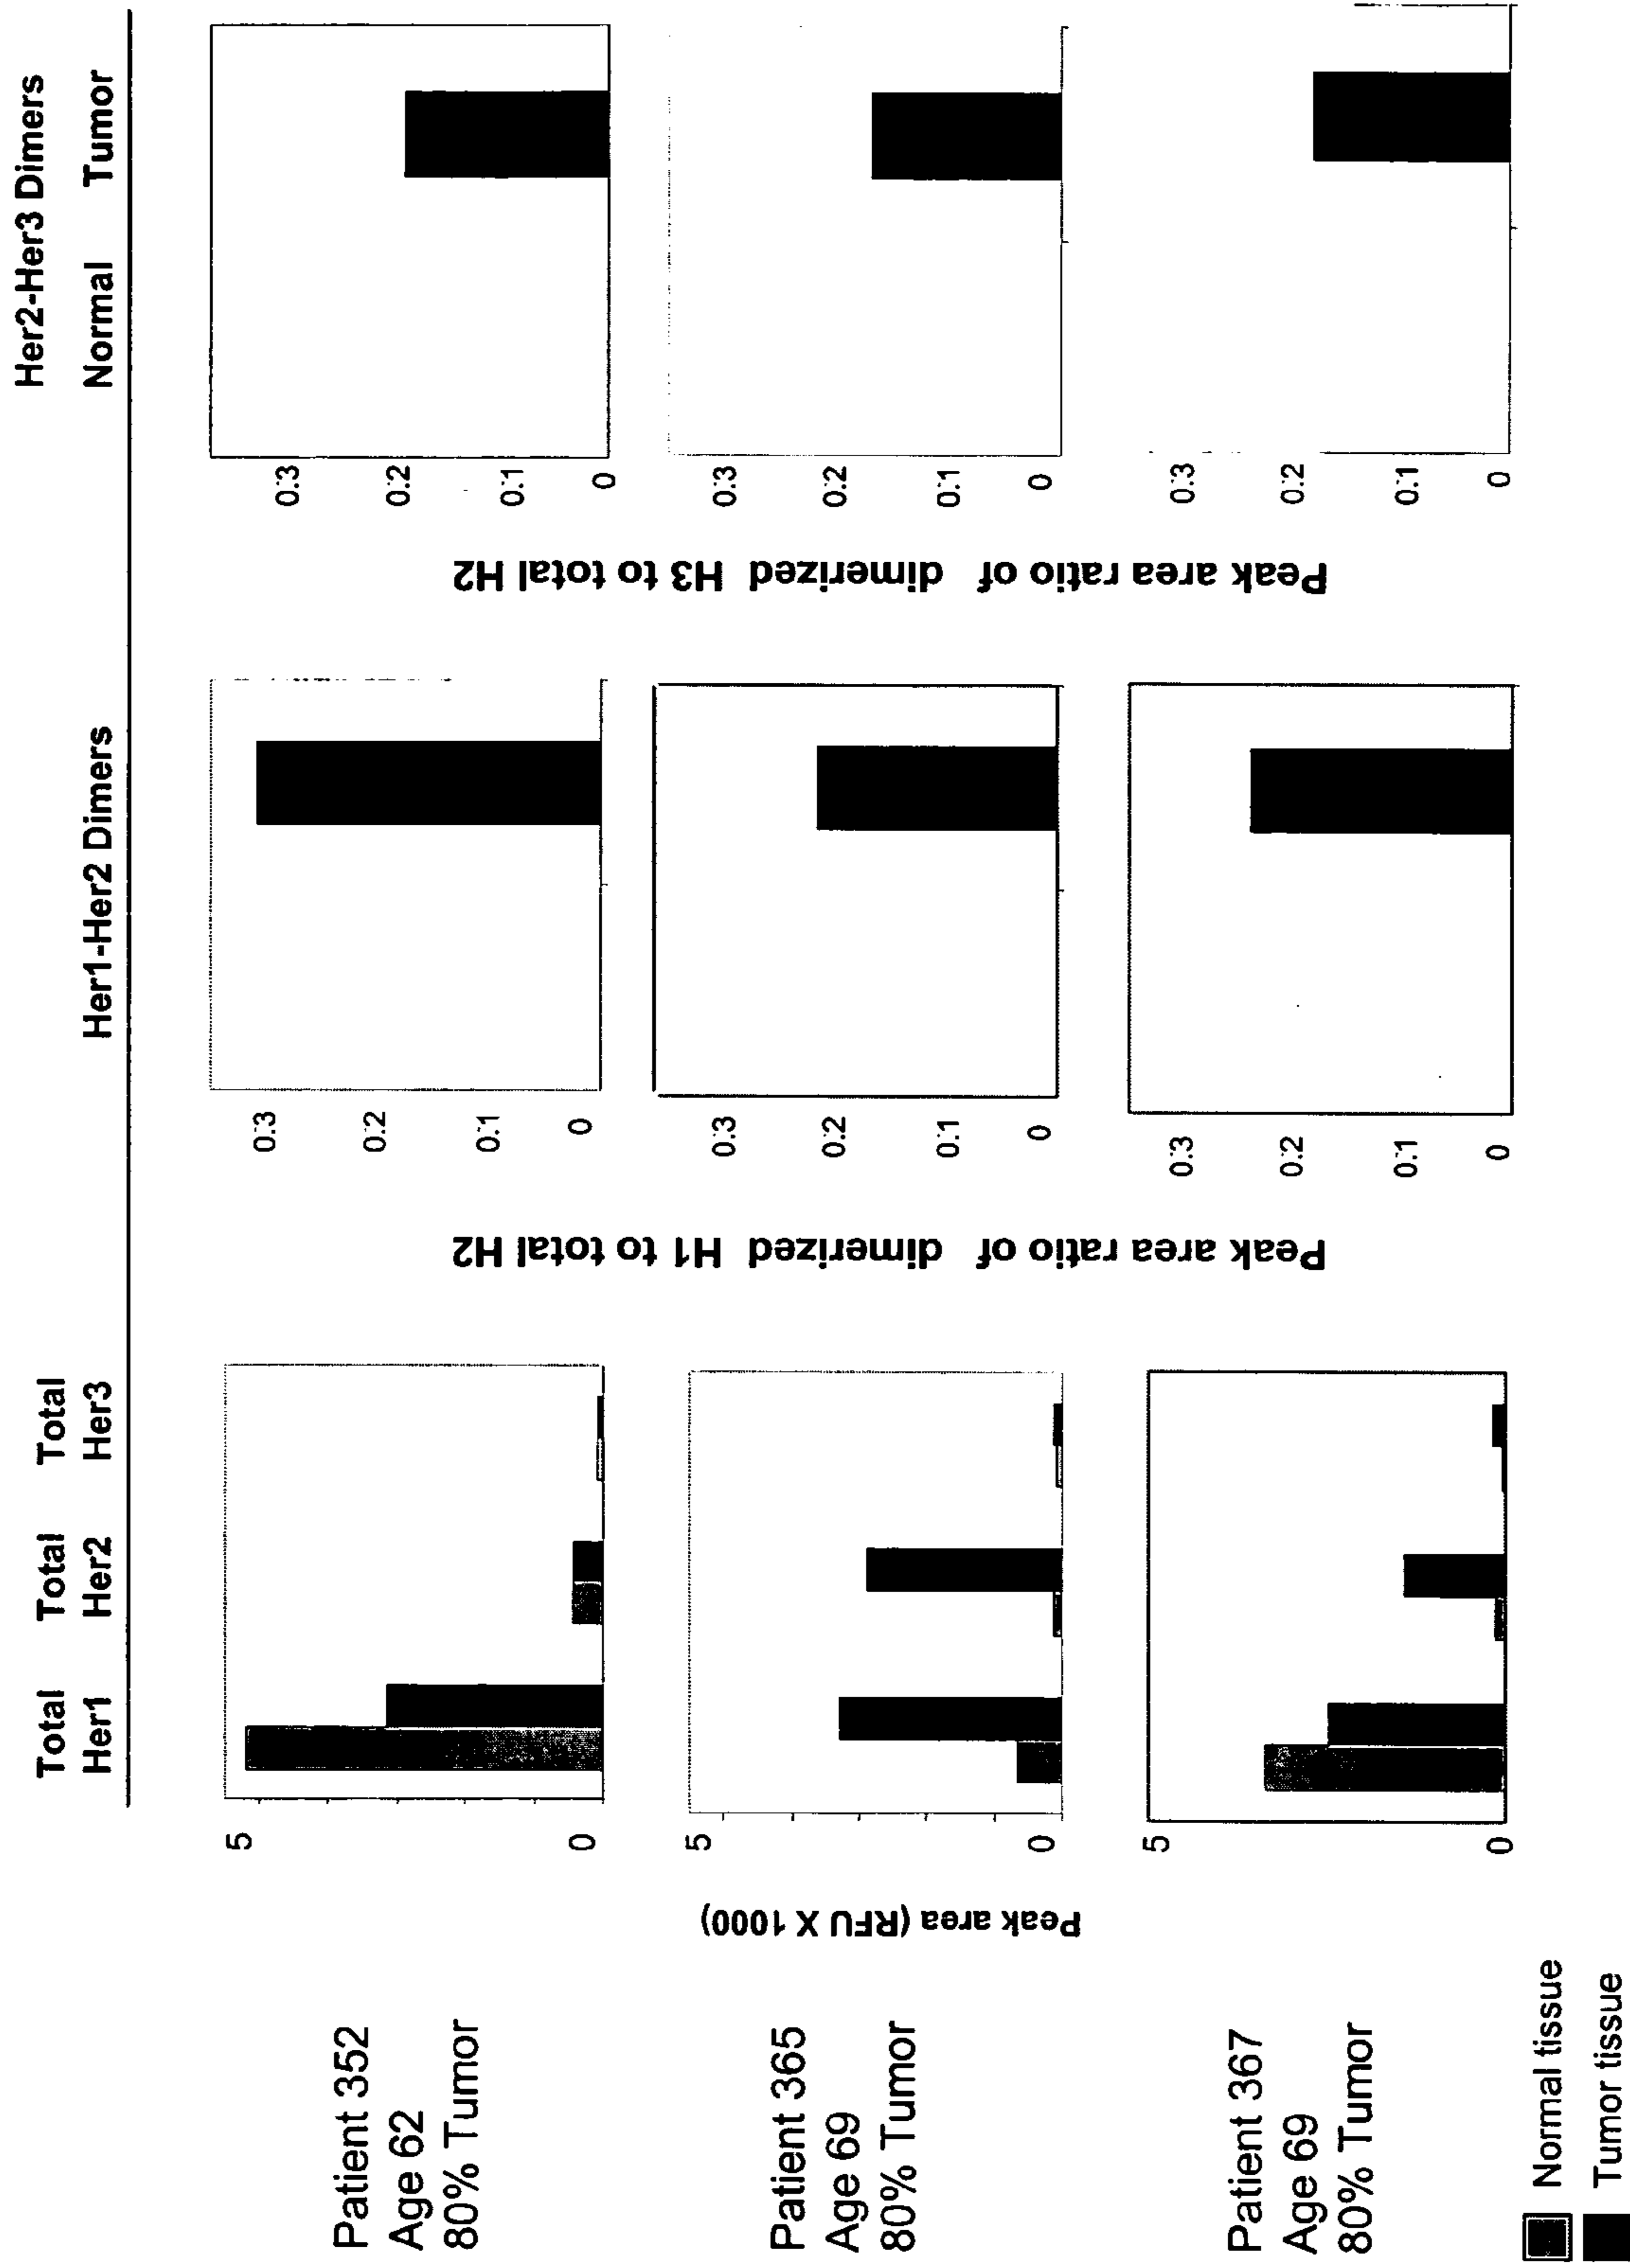 Total Total Total
Her1 Her2 Her3
Her1-Her2 Dimers
Her2-Her3 Dimers
Normal Tumor
Patient 352
Age 62
80% Tumor
5
0
0.3
0.2
0.1
0
0.3
0.2
0.1
0
Patient 365
Age 69
80% Tumor
Peak area (RFU X 1000)
5
0
Peak area ratio of dimerized H1 to total H2
0.3
0.2
0.1
0
Peak area ratio of dimerized H3 to total H2
0.3
0.2
0.1
0
Patient 367
Age 69
80% Tumor
5
0
0.3
0.2
0.1
0
0.3
0.2
0.1
0
Normal tissue
Tumor tissue